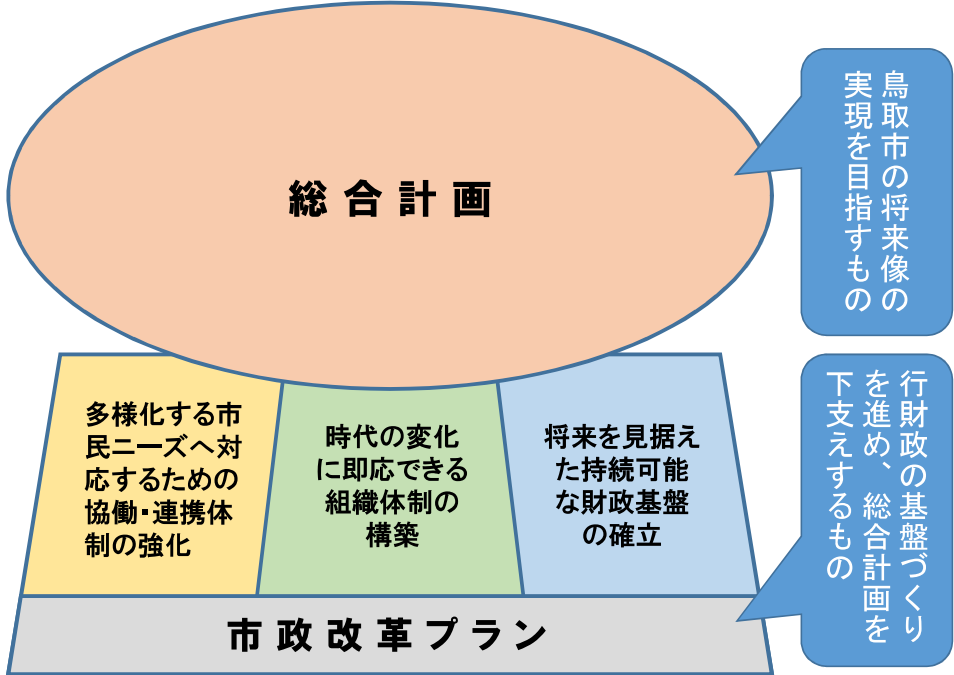 総合計画
鳥取市の将来像の
実現を目指すもの
多様化する市
民ニーズへ対
応するための
協働・連携体
制の強化
時代の変化
に即応できる
組織体制の
構築
将来を見据え
た持続可能
な財政基盤
の確立
行財政の基盤づくり
を進め、総合計画を
下支えするもの
市政改革プラン